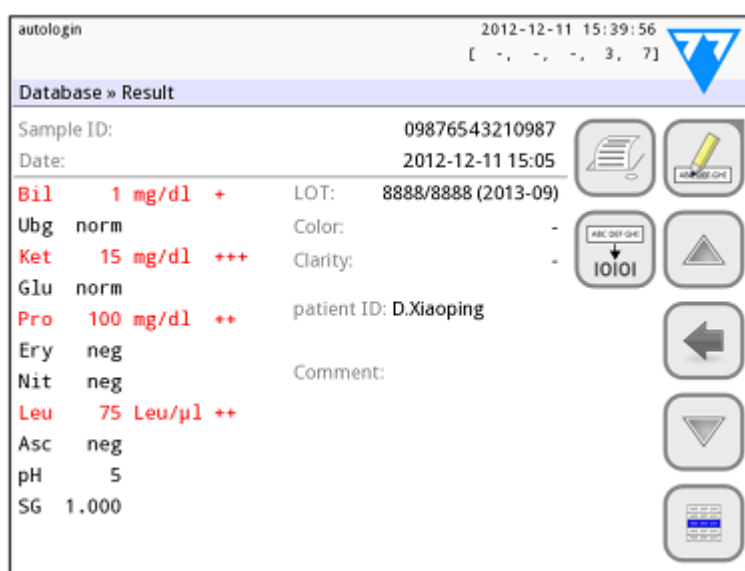 autologin 2012-12-11 15:39:56
[ -, -, -, 3, 7]
Database » Result
Sample ID: 09876543210987
Date: 2012-12-11 15:05
Bil 1 mg/dl +
Ubg norm
Ket 15 mg/dl +++
Glu norm
Pro 100 mg/dl ++
Ery neg
Nit neg
Leu 75 Leu/µl ++
Asc neg
pH 5
SG 1.000
LOT: 8888/8888 (2013-09)
Color: -
Clarity: -
patient ID: D.Xiaoping
Comment:
ABC DEF GHI
ABC DEF GHI
IOIOI